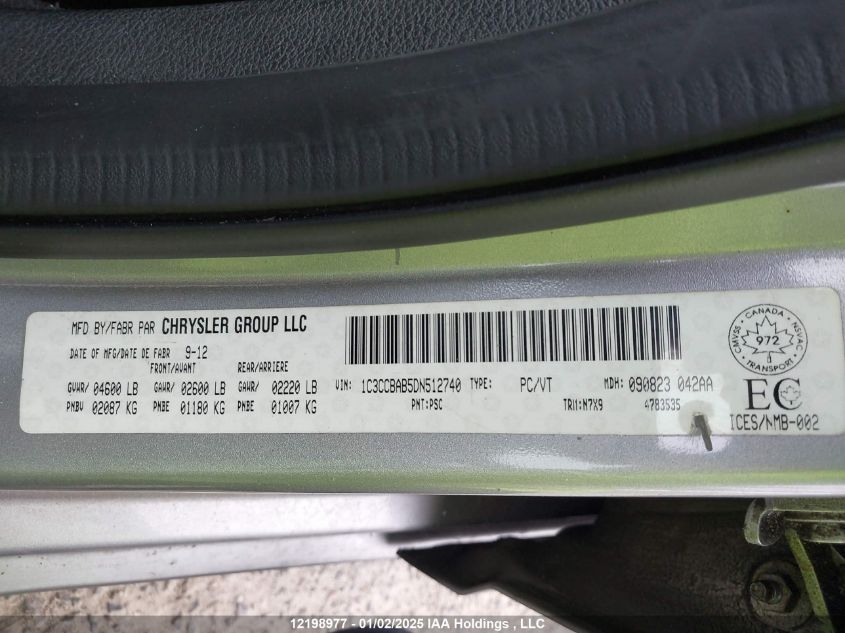 MFD BY/FABR PAR CHRYSLER GROUP LLC
DATE OF MFG/DATE DE FABR 9-12
FRONT/AVANT REAR/ARRIERE
GVWR/ 04600 LB GAWR/ 02600 LB GAWR/ 02220 LB
PNBV 02087 KG PNBE 01180 KG PNBE 01007 KG
VIN: 1C3CCBAB5DN512740 TYPE: PC/VT MDH: 090823 042AA
PNT:PSC TRIM:N7X9 4783535
CANADA
CMVSS NSVAC
972
TRANSPORT
EC
ICES/NMB-002
12198977 - 01/02/2025 IAA Holdings , LLC